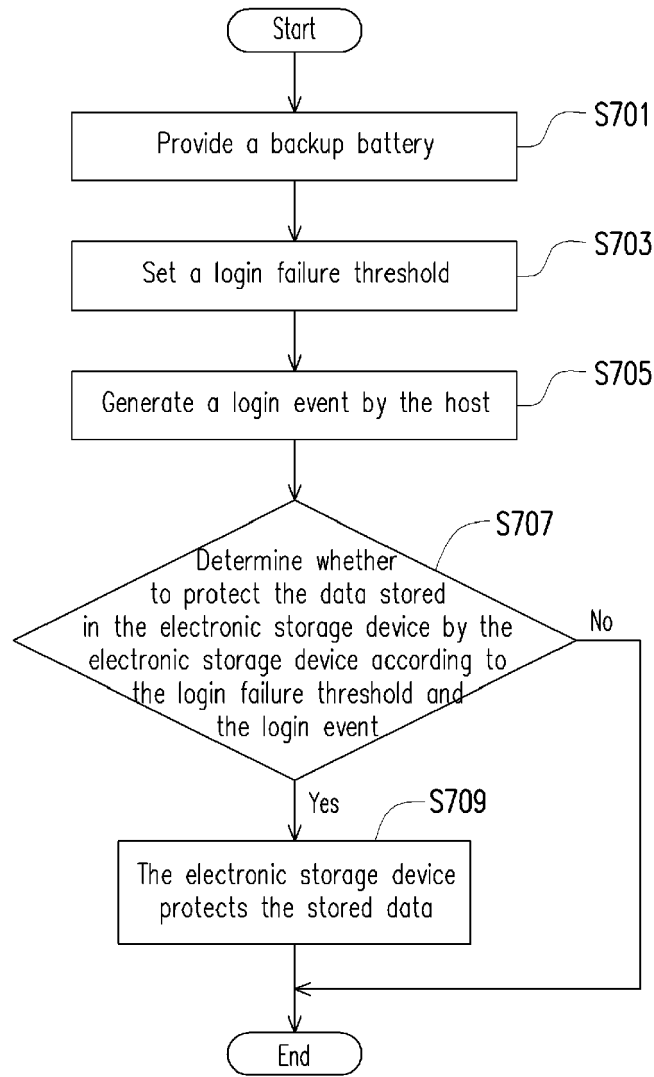 Start
Provide a backup battery
S701
Set a login failure threshold
S703
Generate a login event by the host
S705
Determine whether
to protect the data stored
in the electronic storage device by the
electronic storage device according to
the login failure threshold and
the login event
S707
No
Yes
S709
The electronic storage device
protects the stored data
End